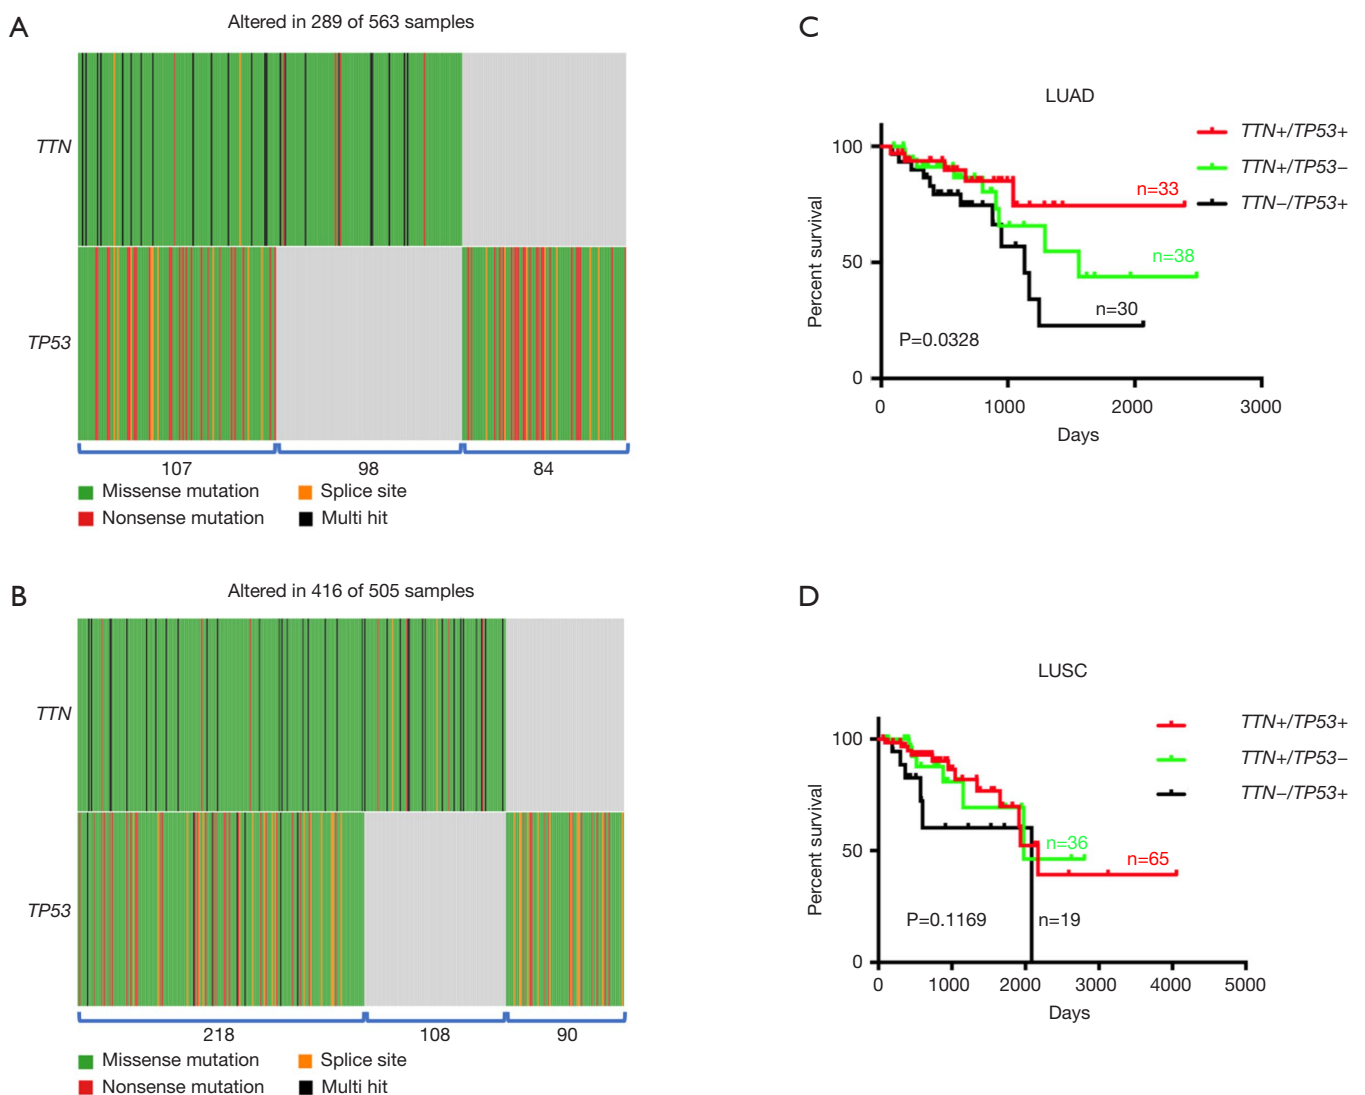 A
Altered in 289 of 563 samples
TTN
TP53
107 98 84
Missense mutation Splice site
Nonsense mutation Multi hit
B
Altered in 416 of 505 samples
TTN
TP53
218 108 90
Missense mutation Splice site
Nonsense mutation Multi hit
C
LUAD
TTN+/TP53+
TTN+/TP53−
TTN−/TP53+
Percent survival
100
50
0
n=33
n=38
n=30
P=0.0328
0 1000 2000 3000
Days
D
LUSC
TTN+/TP53+
TTN+/TP53−
TTN−/TP53+
Percent survival
100
50
0
n=36
n=65
P=0.1169
n=19
0 1000 2000 3000 4000 5000
Days